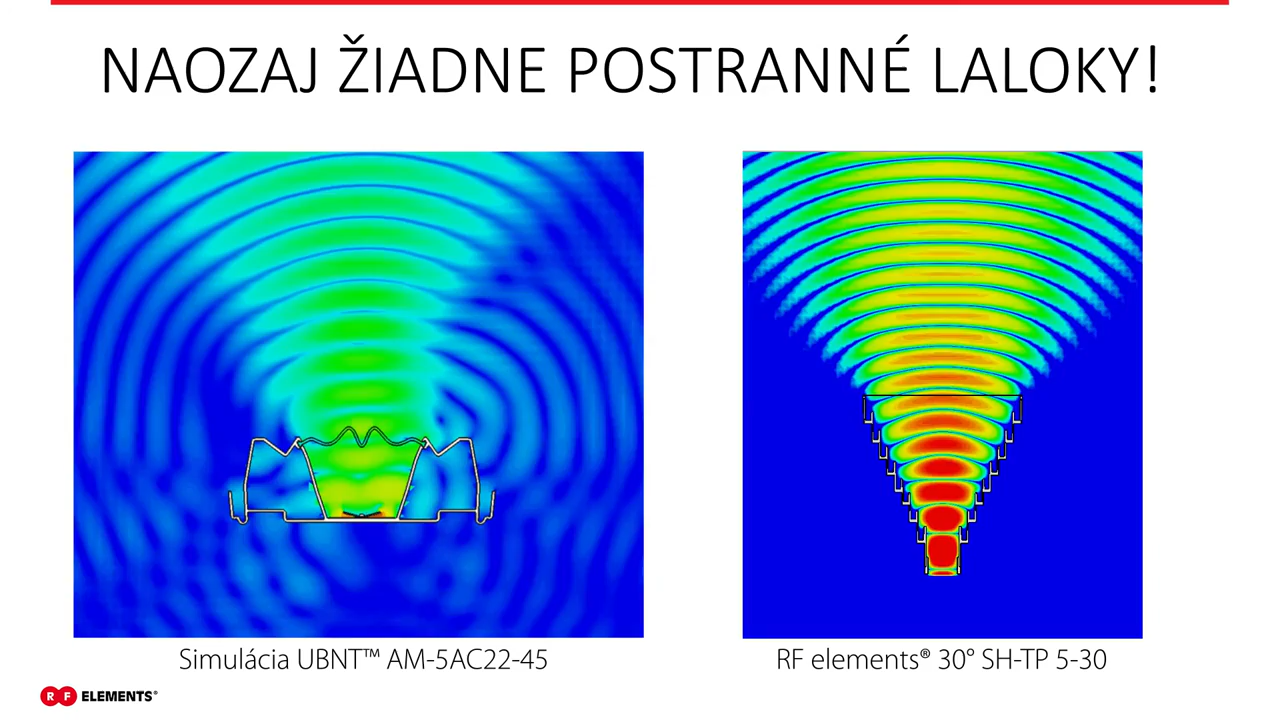 NAOZAJ ŽIADNE POSTRANNÉ LALOKY!
Simulácia UBNT™ AM-5AC22-45
RF elements® 30° SH-TP 5-30
RF ELEMENTS®